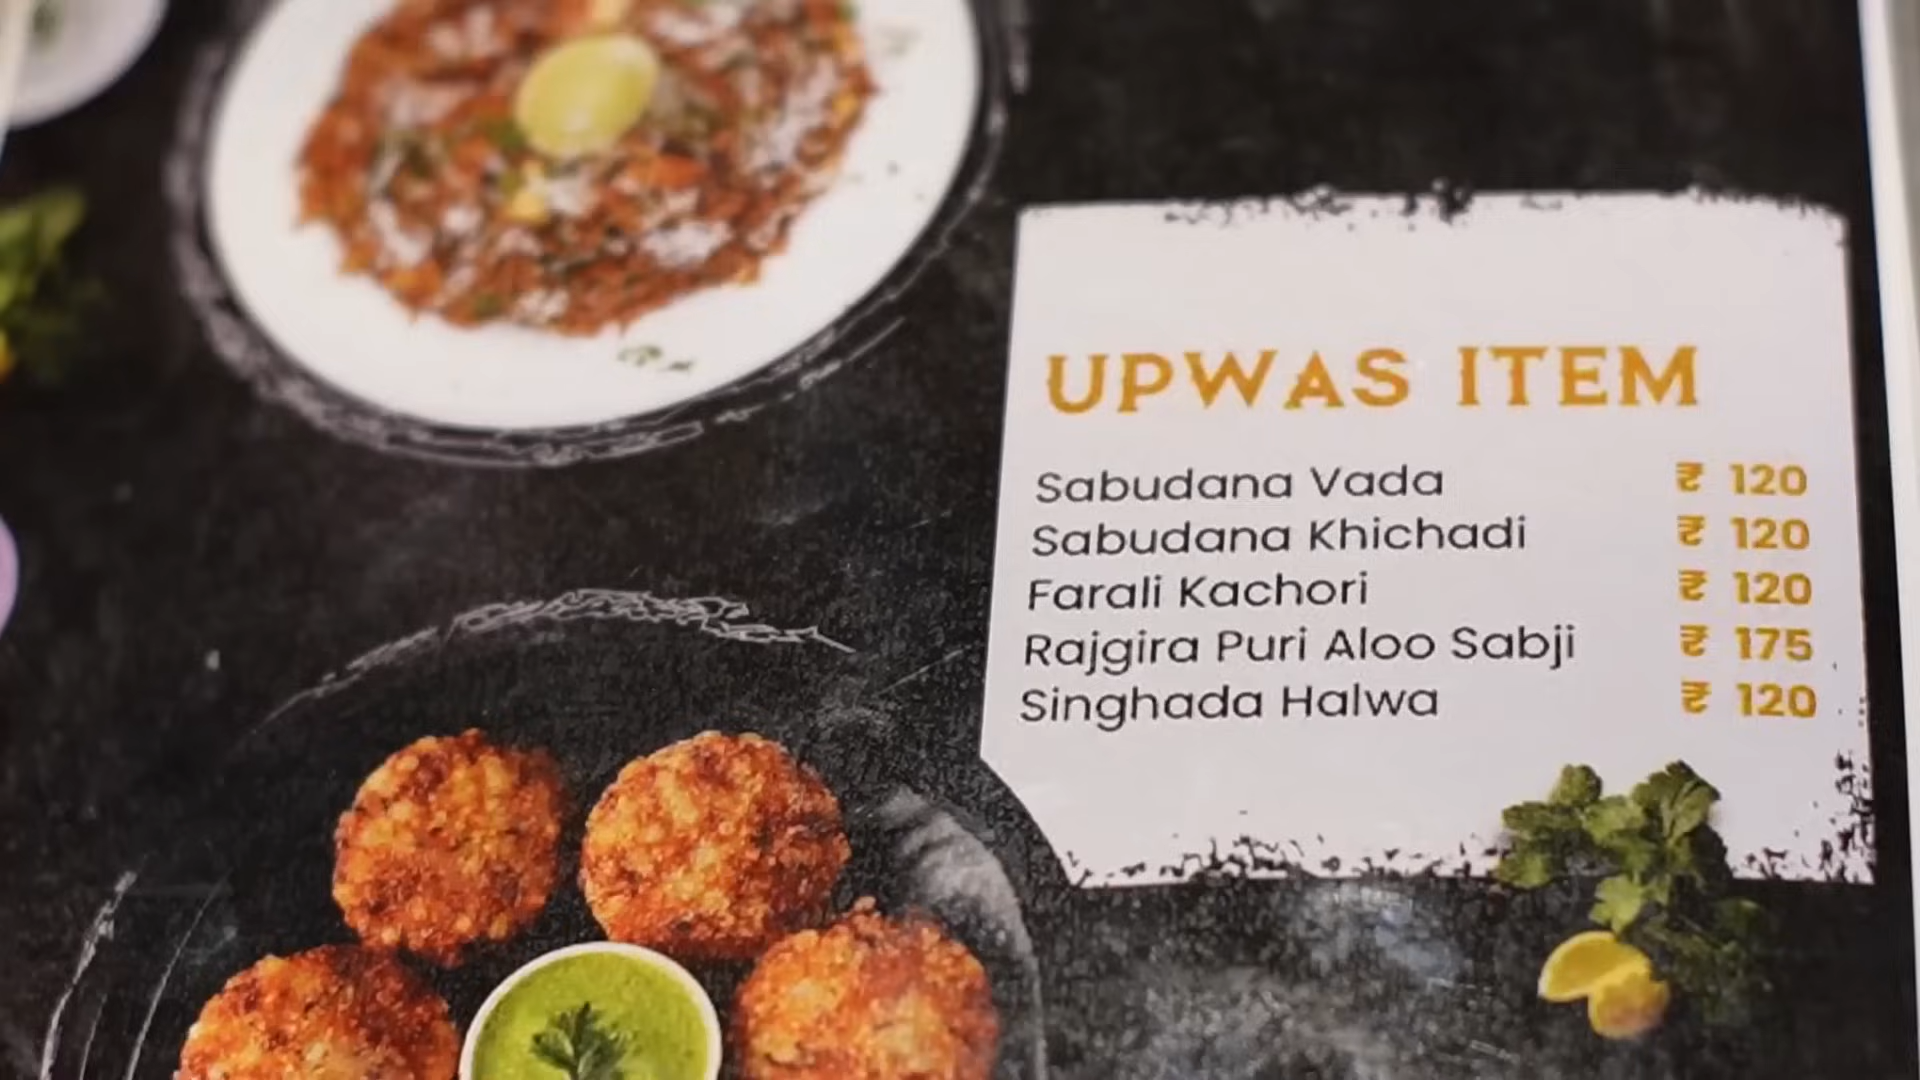 UPWAS ITEM
Sabudana Vada ₹ 120
Sabudana Khichadi ₹ 120
Farali Kachori ₹ 120
Rajgira Puri Aloo Sabji ₹ 175
Singhada Halwa ₹ 120